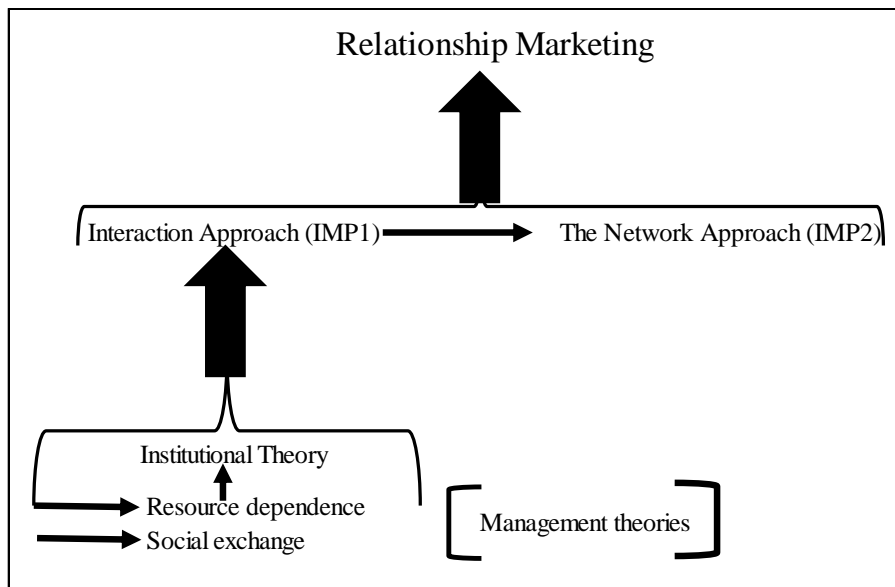 Relationship Marketing
Interaction Approach (IMP1)
The Network Approach (IMP2)
Institutional Theory
Resource dependence
Social exchange
Management theories